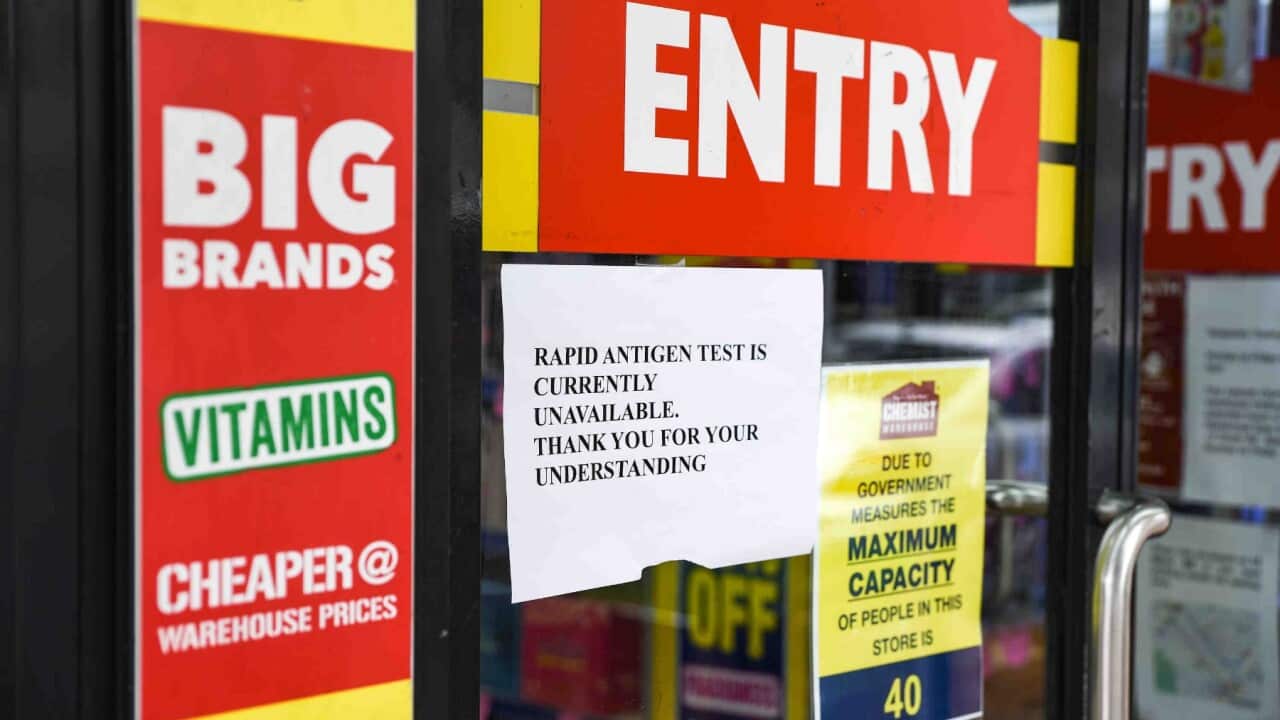 BIG
BRANDS
VITAMINS
CHEAPER@
WAREHOUSE PRICES
ENTRY
RAPID ANTIGEN TEST IS
CURRENTLY
UNAVAILABLE.
THANK YOU FOR YOUR
UNDERSTANDING
OFF
FRAGRANCES
CHEMIST
WAREHOUSE
DUE TO
GOVERNMENT
MEASURES THE
MAXIMUM
CAPACITY
OF PEOPLE IN THIS
STORE IS
40
TRY